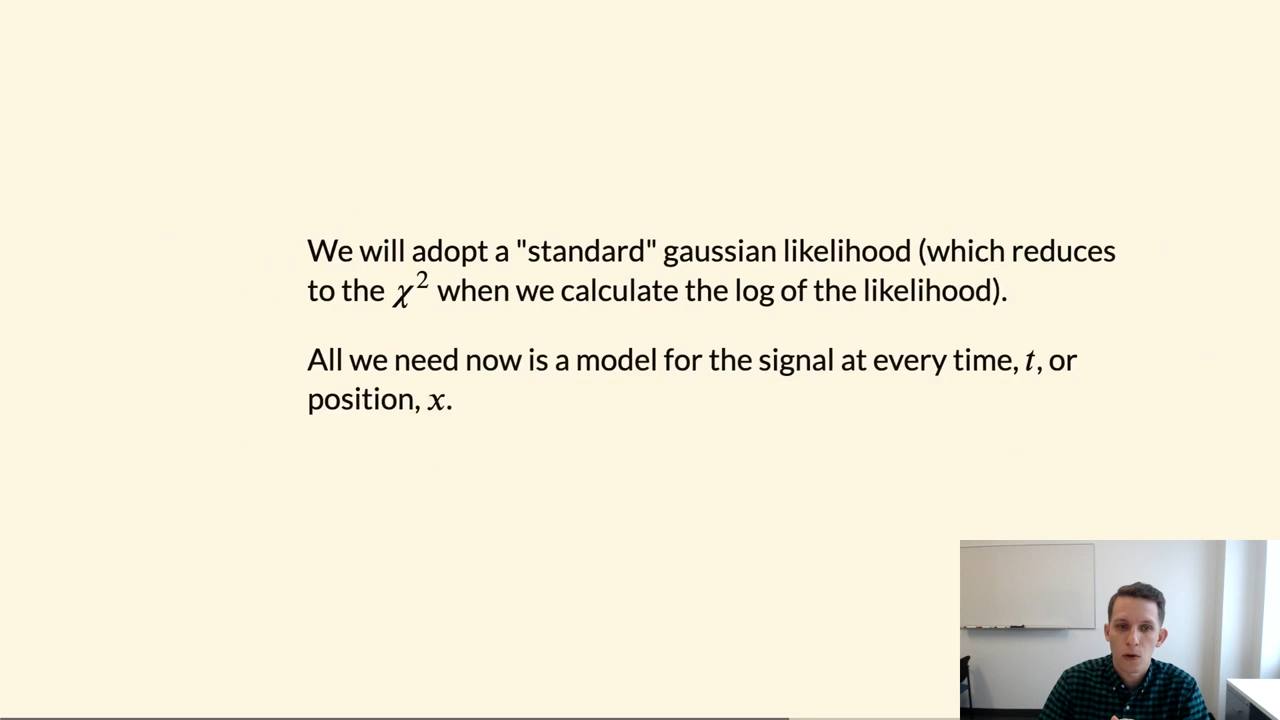 We will adopt a "standard" gaussian likelihood (which reduces
to the χ² when we calculate the log of the likelihood).
All we need now is a model for the signal at every time, t, or
position, x.